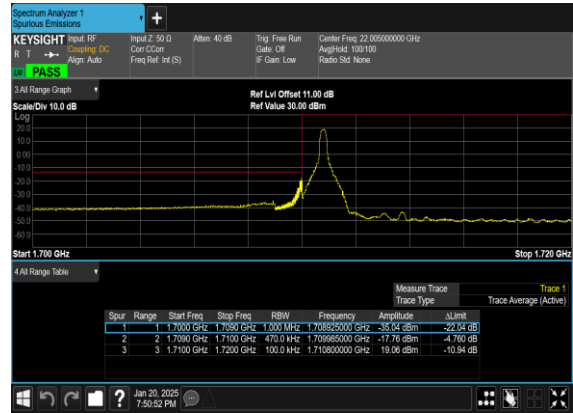 Spectrum Analyzer 1
Spurious Emissions
KEYSIGHT Input: RF Input Z: 50 Ω Atten: 40 dB Trig: Free Run Center Freq: 22.005000000 GHz
R T Coupling: DC Corr CCorr Gate: Off Avg|Hold: 100/100
Align: Auto Freq Ref: Int (S) IF Gain: Low Radio Std: None
PASS
3 All Range Graph
Ref Lvl Offset 11.00 dB
Scale/Div 10.0 dB Ref Value 30.00 dBm
Log
20.0
10.0
0.00
-10.0
-20.0
-30.0
-40.0
-50.0
-60.0
Start 1.700 GHz Stop 1.720 GHz
4 All Range Table
Measure Trace Trace 1
Trace Type Trace Average (Active)
Spur Range Start Freq Stop Freq RBW Frequency Amplitude ΔLimit
1 1 1.7000 GHz 1.7090 GHz 1.000 MHz 1.708925000 GHz -35.04 dBm -22.04 dB
2 2 1.7090 GHz 1.7100 GHz 470.0 kHz 1.709985000 GHz -17.76 dBm -4.760 dB
3 3 1.7100 GHz 1.7200 GHz 100.0 kHz 1.710800000 GHz 19.06 dBm -10.94 dB
? Jan 20, 2025
7:50:52 PM